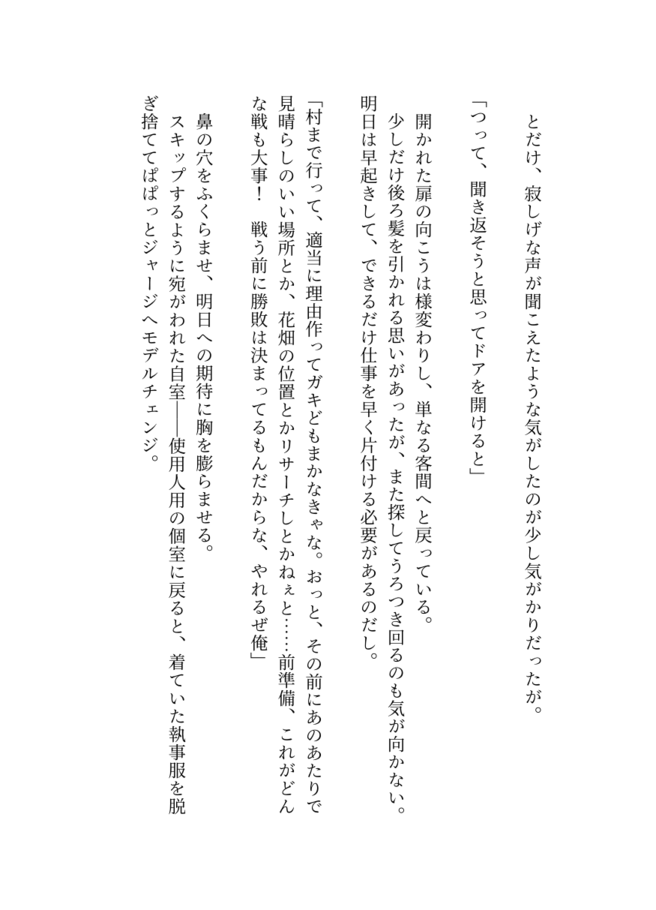 とだけ、寂しげな声が聞こえたような気がしたのが少し気がかりだったが。
「つって、聞き返そうと思ってドアを開けると」
開かれた扉の向こうは様変わりし、単なる客間へと戻っている。
少しだけ後ろ髪を引かれる思いがあったが、また探してうろつき回るのも気が向かない。
明日は早起きして、できるだけ仕事を早く片付ける必要があるのだし。
「村まで行って、適当に理由作ってガキどもまかなきゃな。おっと、その前にあのあたりで
見晴らしのいい場所とか、花畑の位置とかリサーチしとかねぇと……前準備、これがどん
な戦も大事！　戦う前に勝敗は決まってるもんだからな、やれるぜ俺」
鼻の穴をふくらませ、明日への期待に胸を膨らませる。
スキップするように宛がわれた自室――使用人用の個室に戻ると、着ていた執事服を脱
ぎ捨ててぱぱっとジャージへモデルチェンジ。